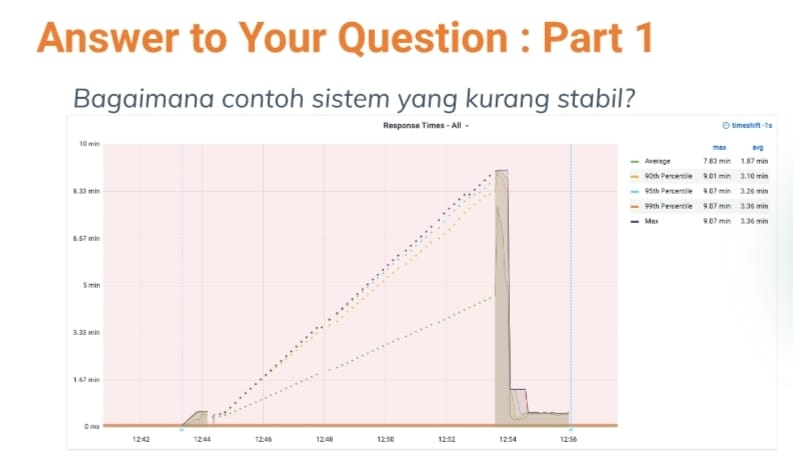 Answer to Your Question : Part 1
Bagaimana contoh sistem yang kurang stabil?
Response Times - All
timeshift -1s
max avg
Average 7.83 min 1.87 min
90th Percentile 9.01 min 3.10 min
95th Percentile 9.07 min 3.26 min
99th Percentile 9.07 min 3.36 min
Max 9.07 min 3.36 min
10 min
8.33 min
6.67 min
5 min
3.33 min
1.67 min
0 ms
12:42 12:44 12:46 12:48 12:50 12:52 12:54 12:56